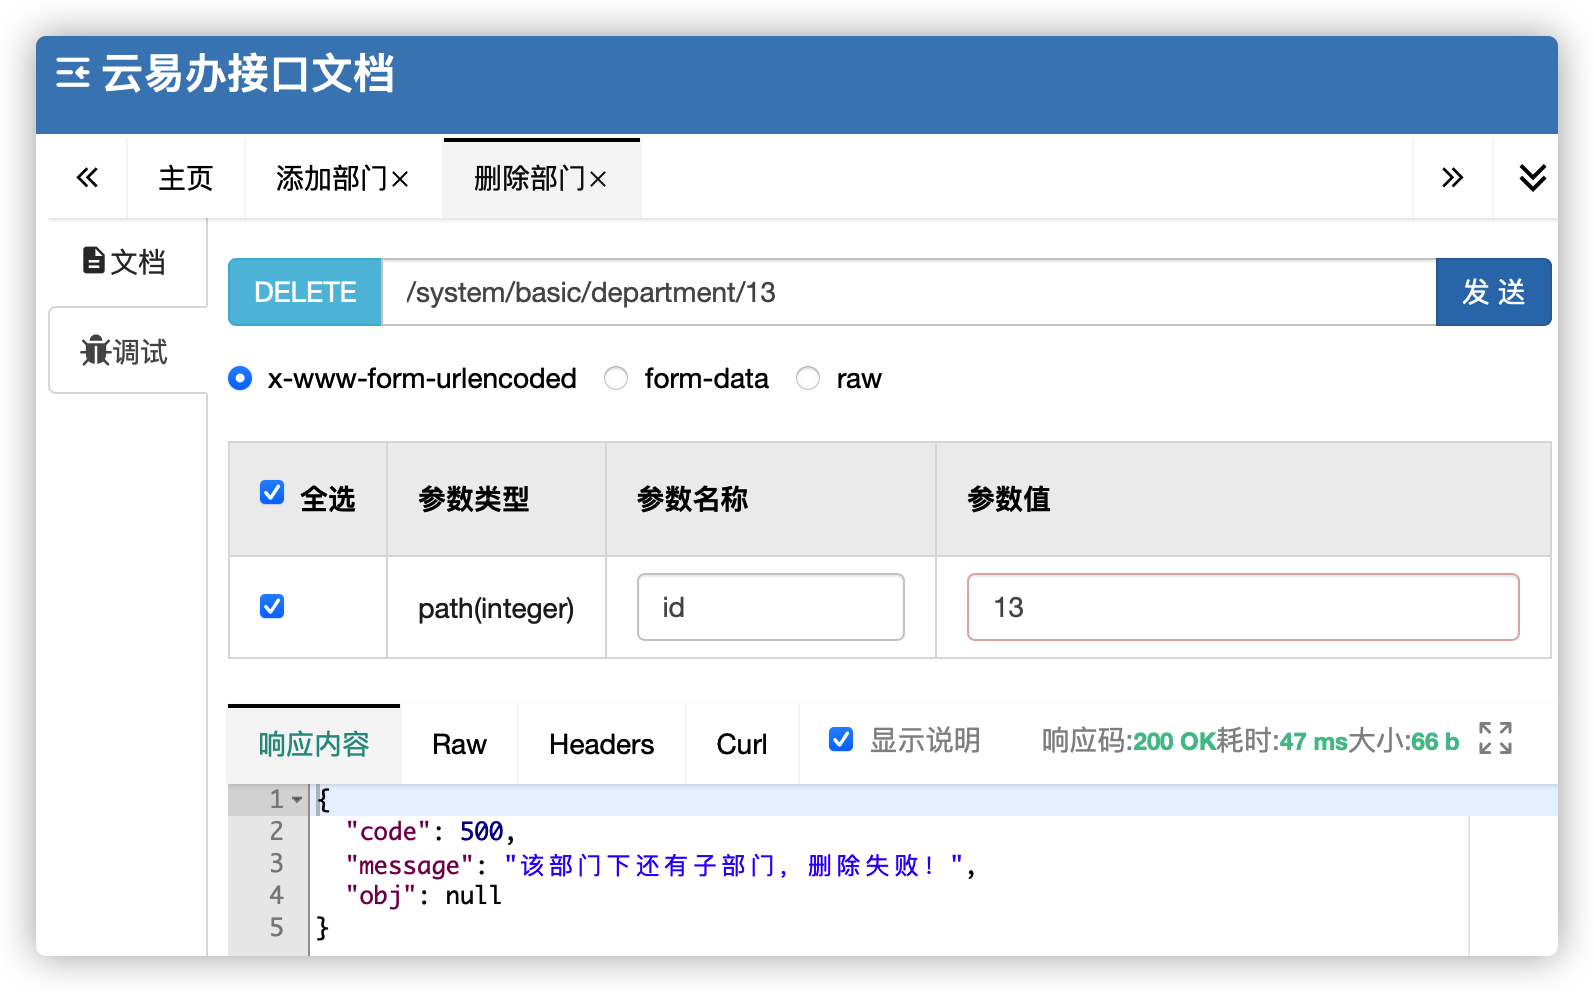 云易办接口文档
主页 添加部门× 删除部门×
文档
调试
DELETE /system/basic/department/13 发 送
x-www-form-urlencoded form-data raw
全选 参数类型 参数名称 参数值
path(integer) id 13
响应内容 Raw Headers Curl 显示说明 响应码:200 OK耗时:47 ms大小:66 b
1 {
2 "code": 500,
3 "message": "该部门下还有子部门，删除失败！",
4 "obj": null
5 }